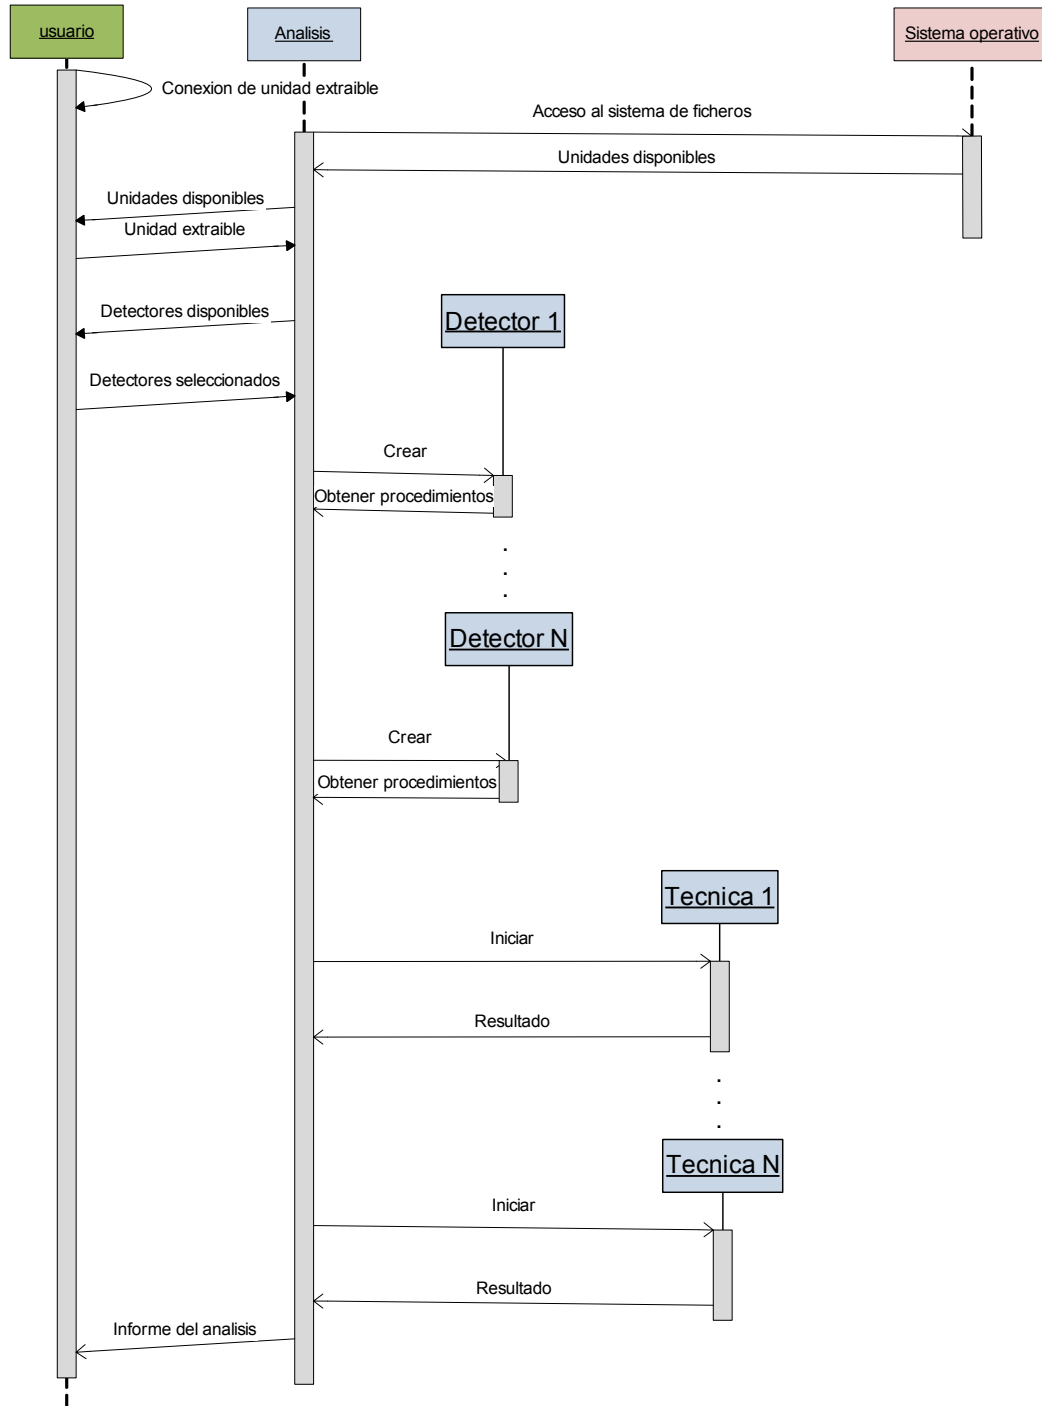 usuario
Analisis
Sistema operativo
Conexion de unidad extraible
Acceso al sistema de ficheros
Unidades disponibles
Unidades disponibles
Unidad extraible
Detectores disponibles
Detector 1
Detectores seleccionados
Crear
Obtener procedimientos
.
.
.
Detector N
Crear
Obtener procedimientos
Tecnica 1
Iniciar
Resultado
.
.
.
Tecnica N
Iniciar
Resultado
Informe del analisis